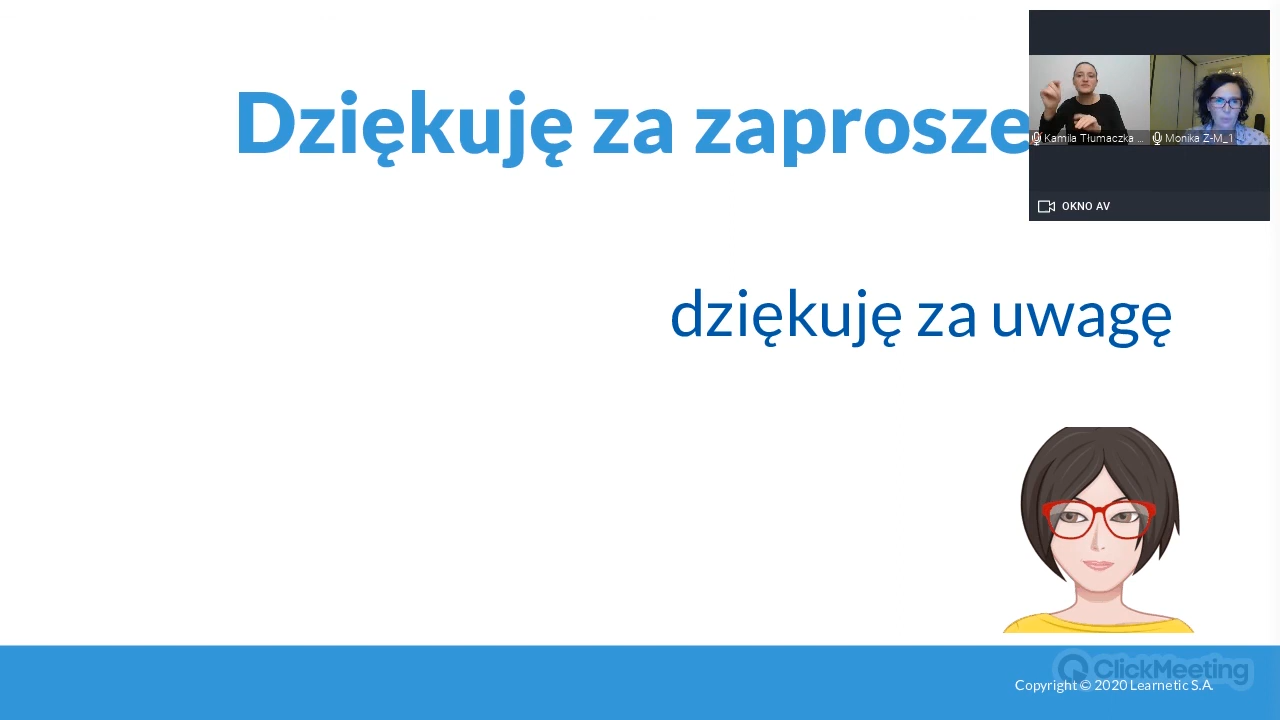 Dziękuję za zaprosze
Kamila Tłumaczka ...
Monika Z-M_1
OKNO AV
dziękuję za uwagę
ClickMeeting
Copyright © 2020 Learnetic S.A.